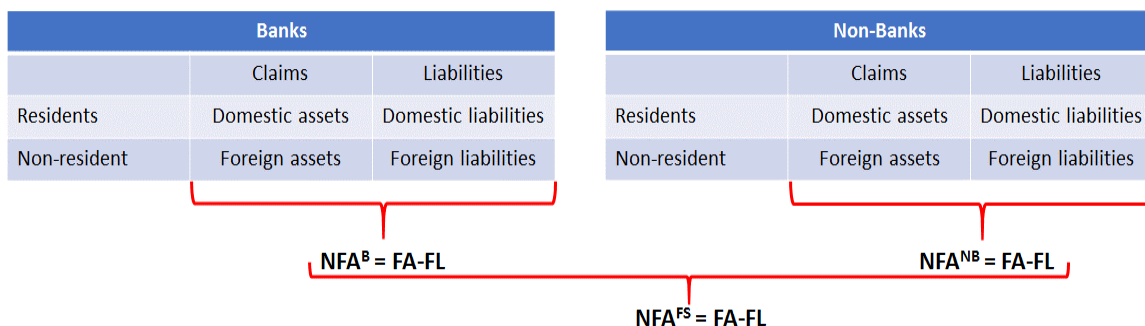 Banks
Claims Liabilities
Residents Domestic assets Domestic liabilities
Non-resident Foreign assets Foreign liabilities
Non-Banks
Claims Liabilities
Residents Domestic assets Domestic liabilities
Non-resident Foreign assets Foreign liabilities
NFAᴮ = FA-FL
NFAᴺᴮ = FA-FL
NFAᶠˢ = FA-FL